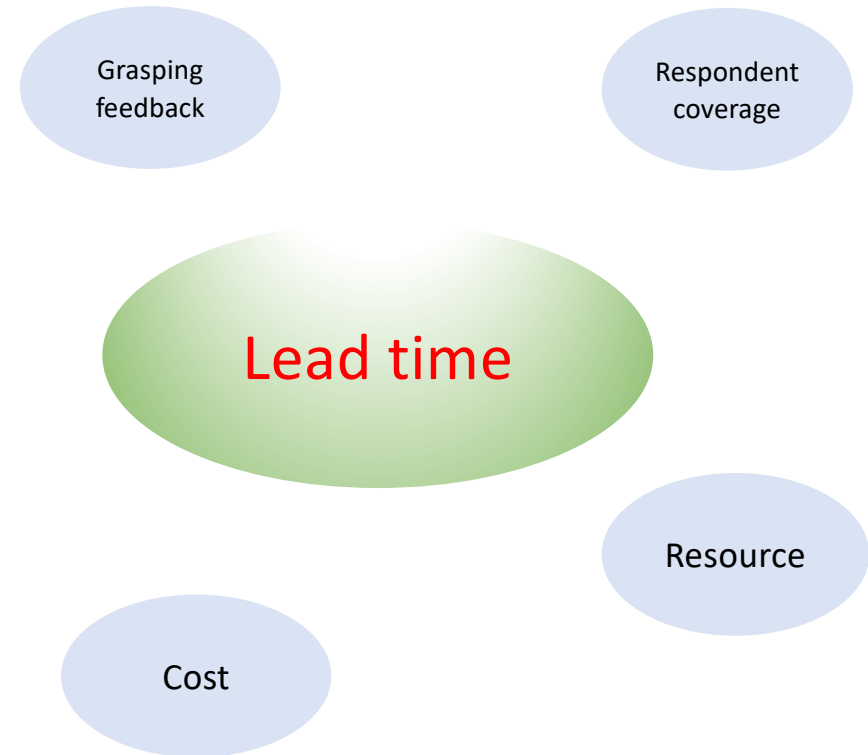 Grasping
feedback
Respondent
coverage
Lead time
Resource
Cost